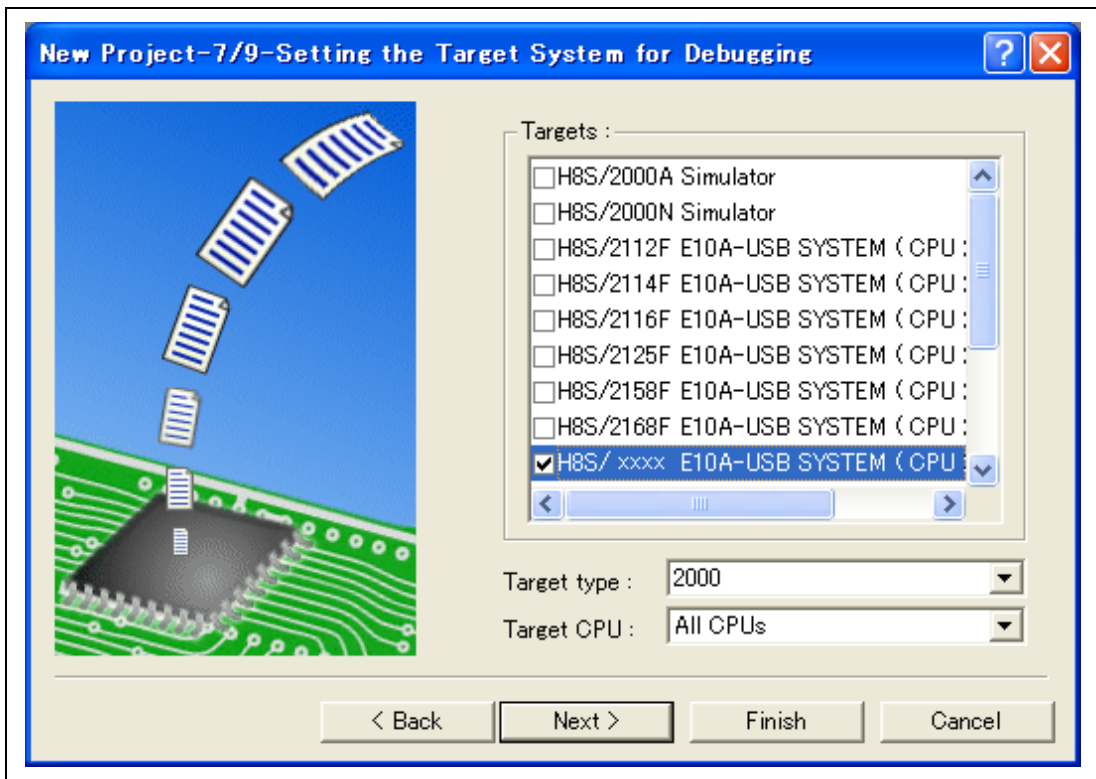 New Project-7/9-Setting the Target System for Debugging
Targets :
H8S/2000A Simulator
H8S/2000N Simulator
H8S/2112F E10A-USB SYSTEM (CPU :
H8S/2114F E10A-USB SYSTEM (CPU :
H8S/2116F E10A-USB SYSTEM (CPU :
H8S/2125F E10A-USB SYSTEM (CPU :
H8S/2158F E10A-USB SYSTEM (CPU :
H8S/2168F E10A-USB SYSTEM (CPU :
H8S/ xxxx E10A-USB SYSTEM (CPU :
Target type : 2000
Target CPU : All CPUs
< Back Next > Finish Cancel